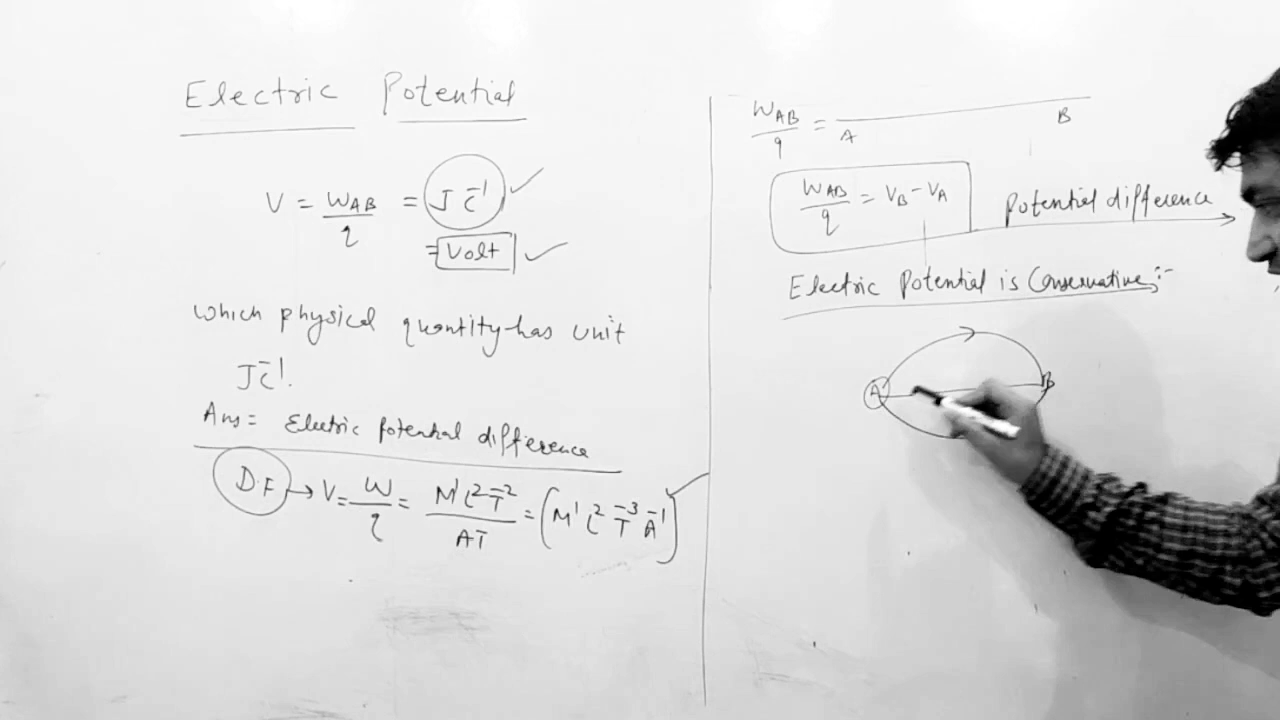 Electric Potential
V = W_AB / q = J C⁻¹
= Volt
which physical quantity has unit
J C⁻¹.
Ans = Electric potential difference
D.F → V = W / q = M¹ L² T⁻² / A T = (M¹ L² T⁻³ A⁻¹)
W_AB / q = A B
W_AB / q = V_B - V_A Potential difference
Electric Potential is Conservative:-
A B